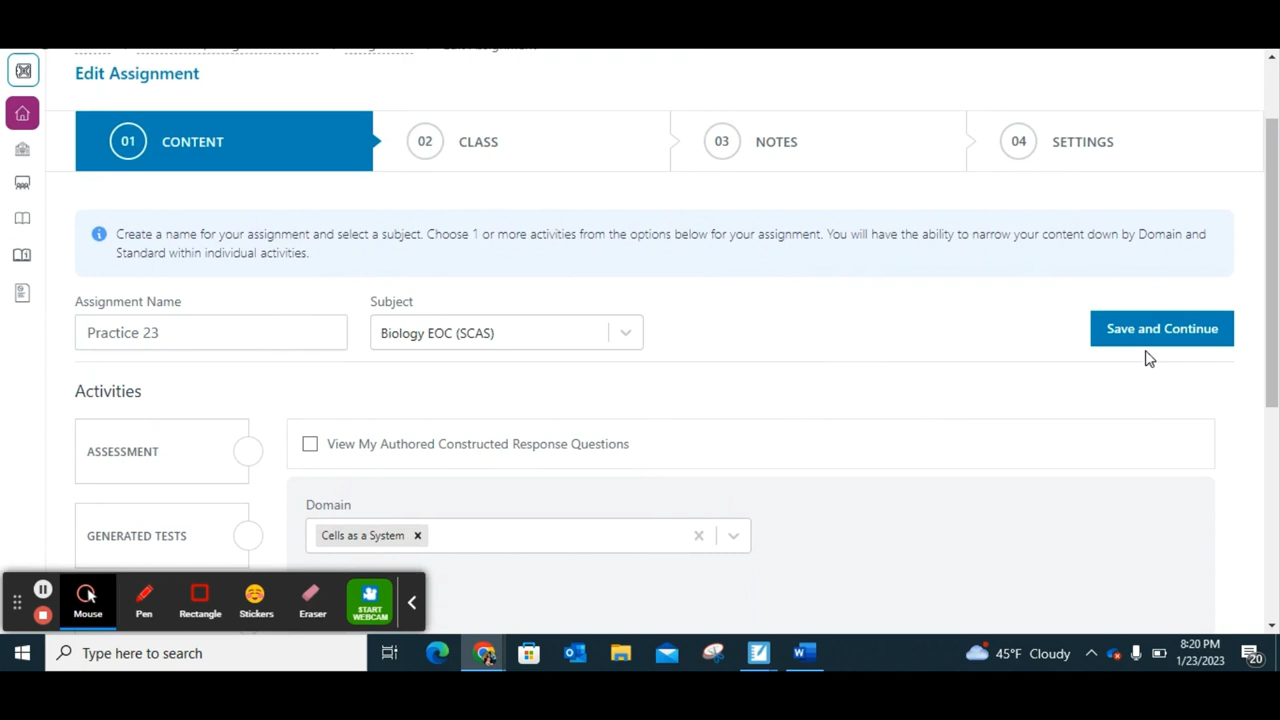 Edit Assignment
01 CONTENT
02 CLASS
03 NOTES
04 SETTINGS
Create a name for your assignment and select a subject. Choose 1 or more activities from the options below for your assignment. You will have the ability to narrow your content down by Domain and
Standard within individual activities.
Assignment Name
Subject
Practice 23
Biology EOC (SCAS)
Save and Continue
Activities
ASSESSMENT
View My Authored Constructed Response Questions
Domain
Cells as a System
GENERATED TESTS
Mouse
Pen
Rectangle
Stickers
Eraser
START
WEBCAM
Type here to search
45°F Cloudy
8:20 PM
1/23/2023
20